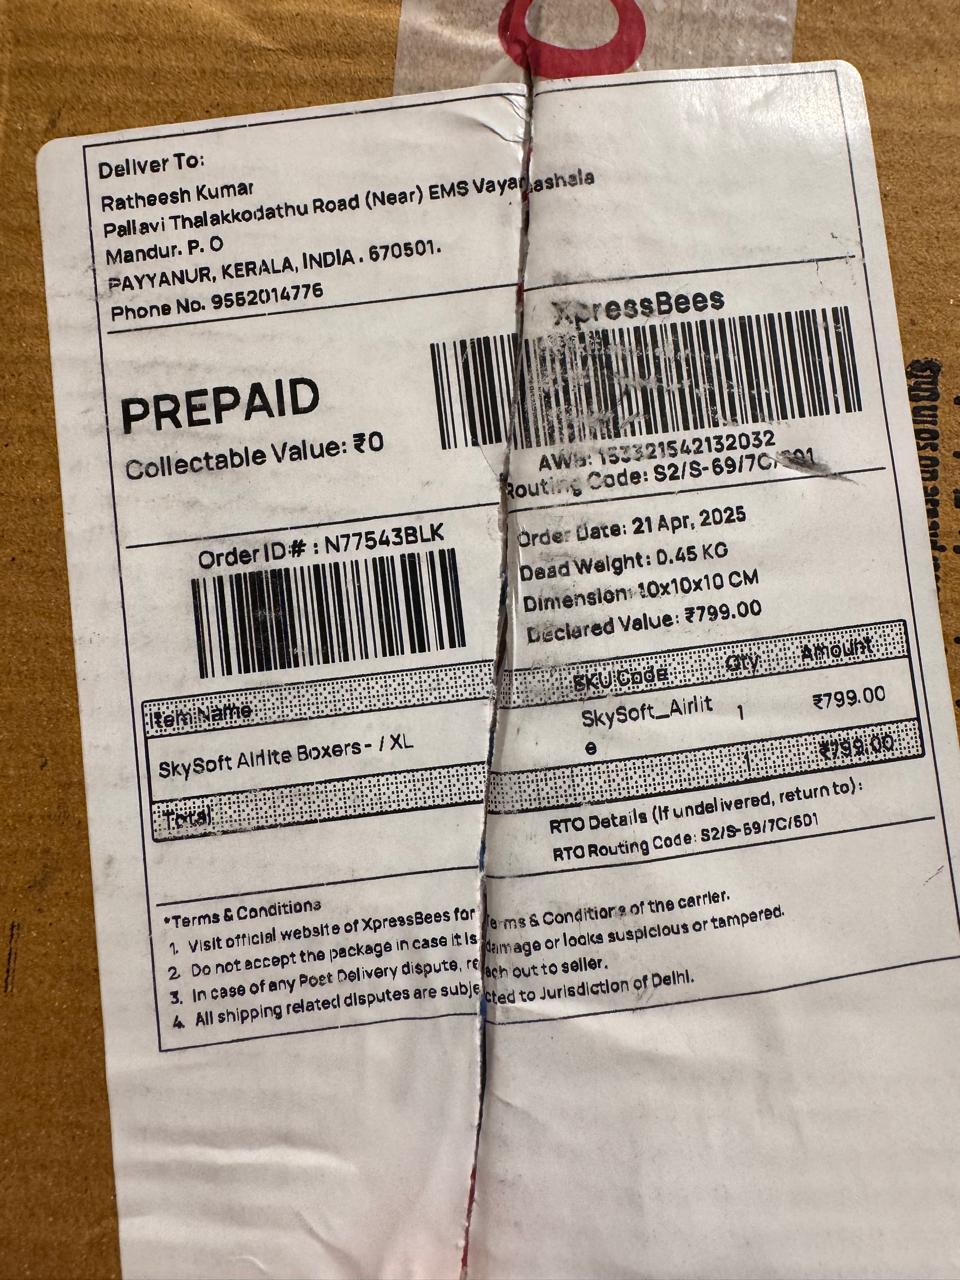 Deliver To:
Ratheesh Kumar
Pallavi Thalakkodathu Road (Near) EMS
Mandur. P. O
PAYYANUR, KERALA, INDIA . 670501.
Phone No. 9562014776
XpressBees
PREPAID
Collectable Value: ₹0
AWB: 153321542132032
Routing Code: S2/S-69/7C/601
Order ID# : N77543BLK
Order Date: 21 Apr, 2025
Dead Weight: 0.45 KG
Dimension: 10x10x10 CM
Declared Value: ₹799.00
Item Name SKU Code Qty Amount
SkySoft Airlite Boxers - / XL SkySoft_Airlit 1 ₹799.00
e
Total 1 ₹799.00
RTO Details (If undelivered, return to):
RTO Routing Code: S2/S-69/7C/601
*Terms & Conditions
1. Visit official website of XpressBees for Terms & Conditions of the carrier.
2. Do not accept the package in case it is damage or looks suspicious or tampered.
3. In case of any Post Delivery dispute, reach out to seller.
4. All shipping related disputes are subjected to Jurisdiction of Delhi.